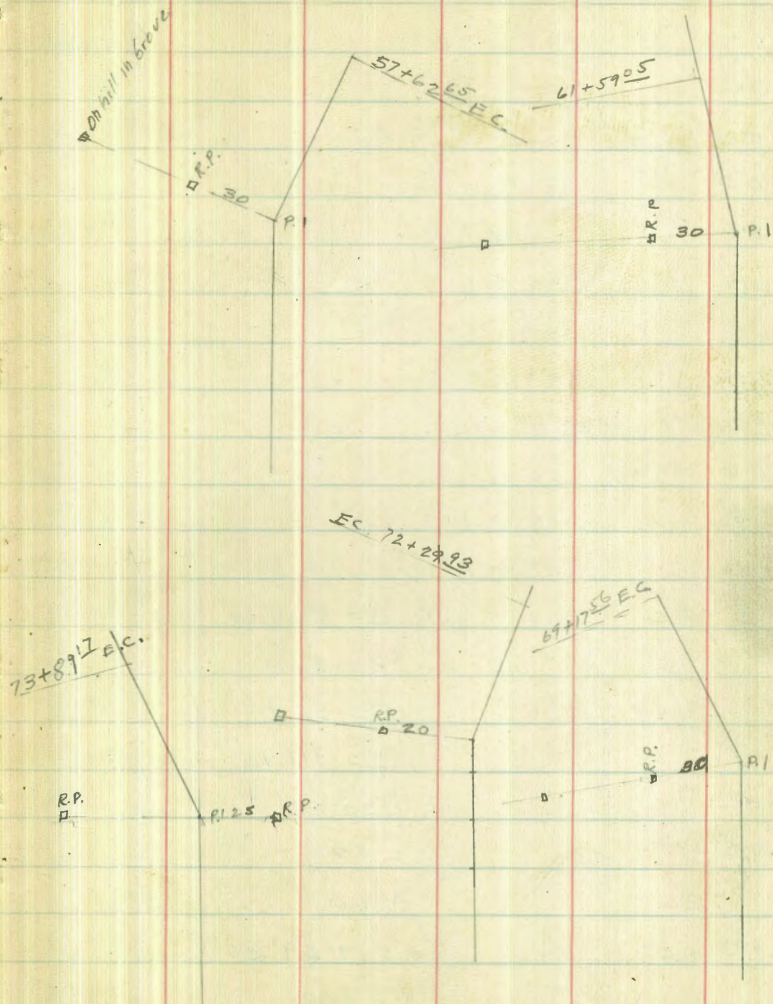 On hill in Grove
R.P.
30
P.I
57+62 65 E.C.
61+59 05
R.P
30
P.I
E.C. 72+29.93
69+17 56 E.C.
73+89 17 E.C.
R.P.
20
R.P.
P.I
R.P.
P.I 25
R.P.